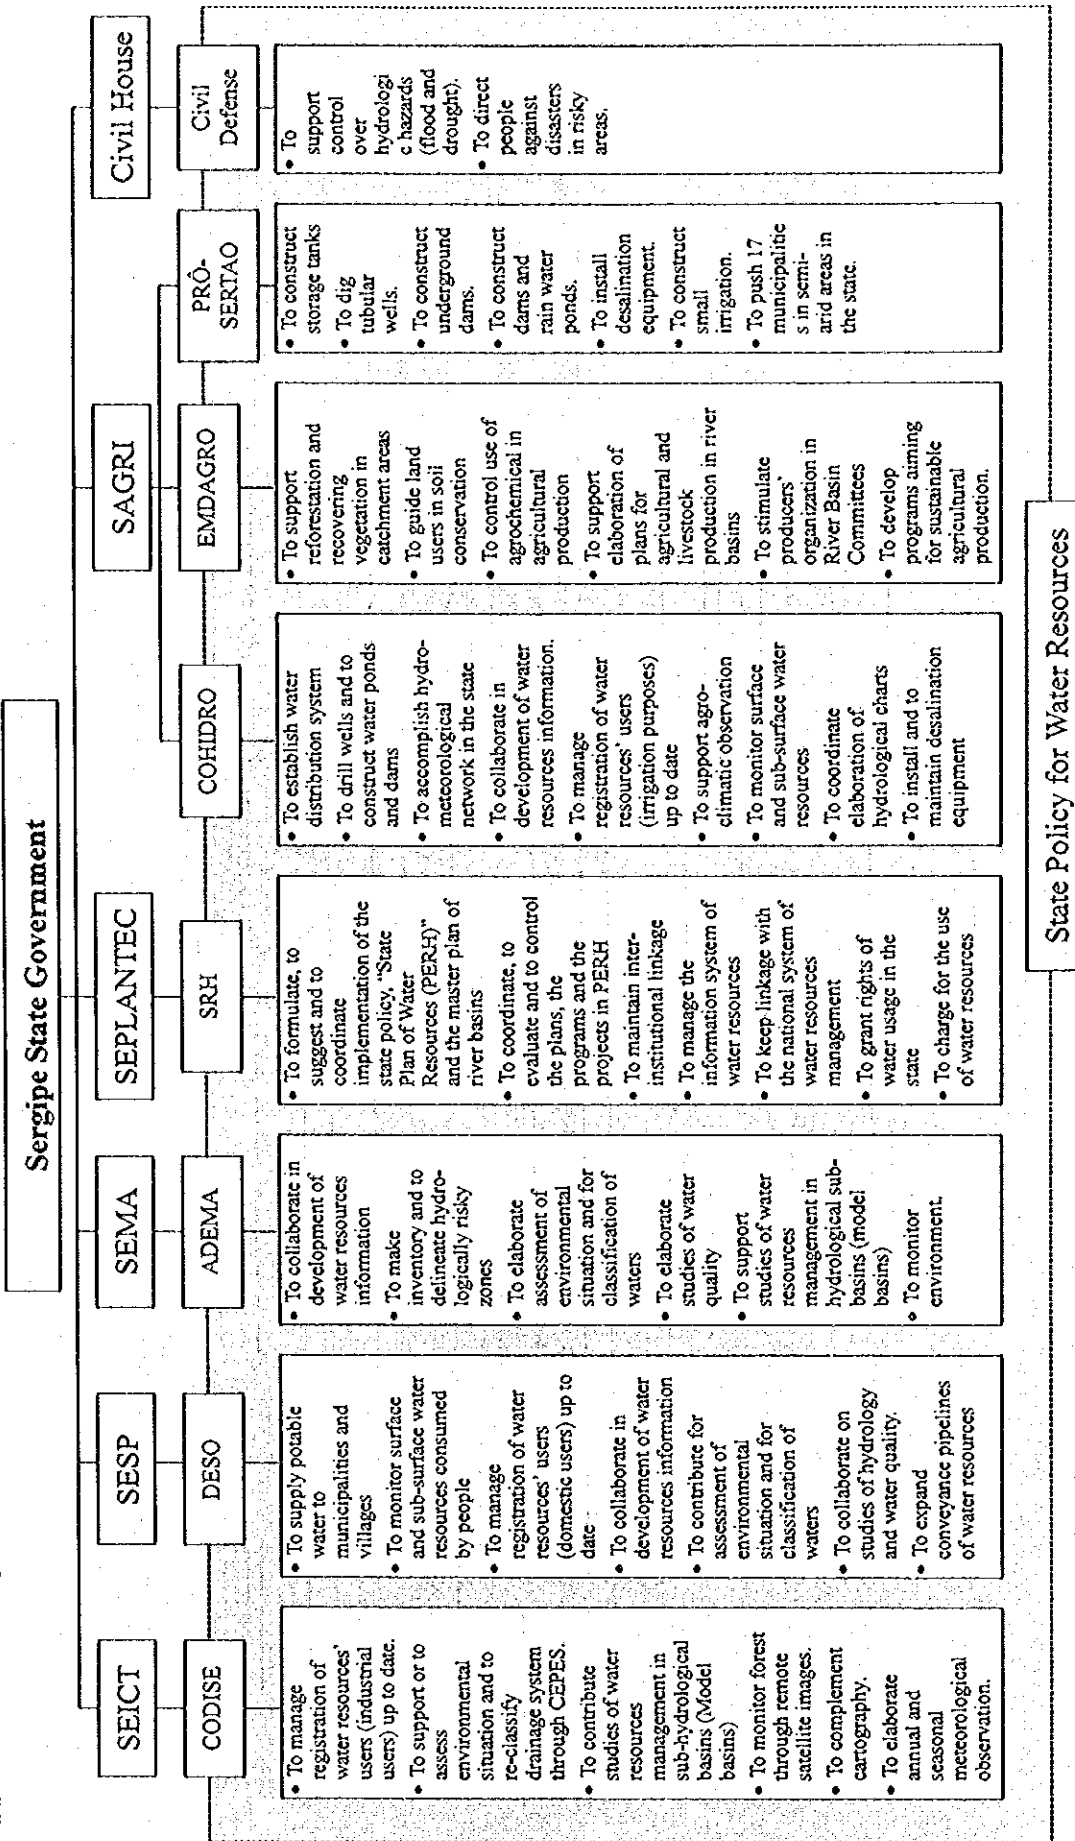 Sergipe State Government
SEICT
SESP
SEMA
SEPLANTEC
SAGRI
Civil House
CODISE
DESO
ADEMA
SRH
COHIDRO
EMDAGRO
PRÔ-
SERTAO
Civil
Defense
• To manage
registration of
water resources'
users (industrial
users) up to date.
• To support or to
assess
environmental
situation and to
re-classify
drainage system
through CEPES.
• To contribute
studies of water
resources
management in
sub-hydrological
basins (Model
basins)
• To monitor forest
through remote
satellite images.
• To complement
cartography.
• To elaborate
annual and
seasonal
meteorological
observation.
• To supply potable
water to
municipalities and
villages
• To monitor surface
and sub-surface water
resources consumed
by people
• To manage
registration of water
resources' users
(domestic users) up to
date
• To collaborate in
development of water
resources information
• To contribute for
assessment of
environmental
situation and for
classification of
waters
• To collaborate on
studies of hydrology
and water quality.
• To expand
conveyance pipelines
of water resources
• To collaborate in
development of
water resources
information
• To make
inventory and to
delineate hydro-
logically risky
zones
• To elaborate
assessment of
environmental
situation and for
classification of
waters
• To elaborate
studies of water
quality
• To support
studies of water
resources
management in
hydrological sub-
basins (model
basins)
• To monitor
environment.
• To formulate, to
suggest and to
coordinate
implementation of the
state policy, "State
Plan of Water
Resources (PERH)"
and the master plan of
river basins
• To coordinate, to
evaluate and to control
the plans, the
programs and the
projects in PERH
• To maintain inter-
institutional linkage
• To manage the
information system of
water resources
• To keep linkage with
the national system of
water resources
management
• To grant rights of
water usage in the
state
• To charge for the use
of water resources
• To establish water
distribution system
• To drill wells and to
construct water ponds
and dams
• To accomplish hydro-
meteorological
network in the state
• To collaborate in
development of water
resources information.
• To manage
registration of water
resources' users
(irrigation purposes)
up to date
• To support agro-
climatic observation
• To monitor surface
and sub-surface water
resources
• To coordinate
elaboration of
hydrological charts
• To install and to
maintain desalination
equipment
• To support
reforestation and
recovering
vegetation in
catchment areas
• To guide land
users in soil
conservation
• To control use of
agrochemical in
agricultural
production
• To support
elaboration of
plans for
agricultural and
livestock
production in river
basins
• To stimulate
producers'
organization in
River Basin
Committees
• To develop
programs aiming
for sustainable
agricultural
production.
• To construct
storage tanks
• To dig
tubular
wells.
• To construct
underground
dams.
• To construct
dams and
rain water
ponds.
• To install
desalination
equipment.
• To construct
small
irrigation.
• To push 17
municipalitie
s in semi-
arid areas in
the state.
• To
support
control
over
hydrologi
c hazards
(flood and
drought).
• To direct
people
against
disasters
in risky
areas.
State Policy for Water Resources